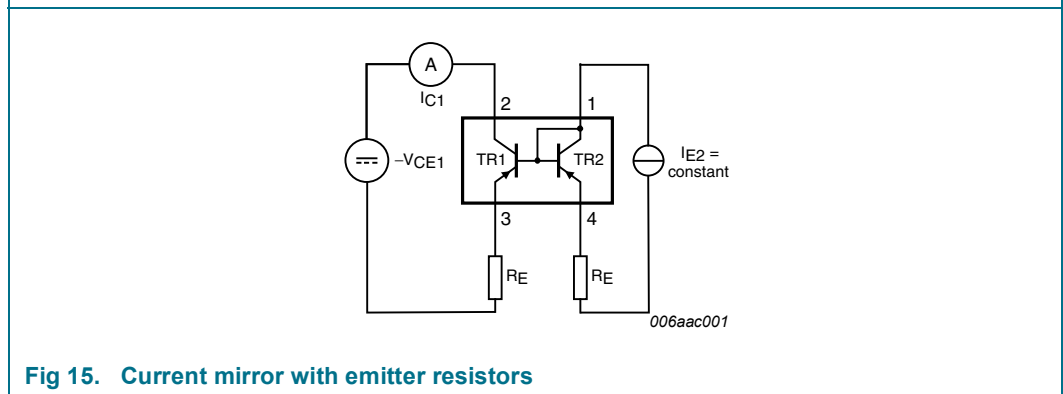 A
IC1
2
1
−VCE1
TR1
TR2
IE2 =
constant
3
4
RE
RE
006aac001
Fig 15. Current mirror with emitter resistors